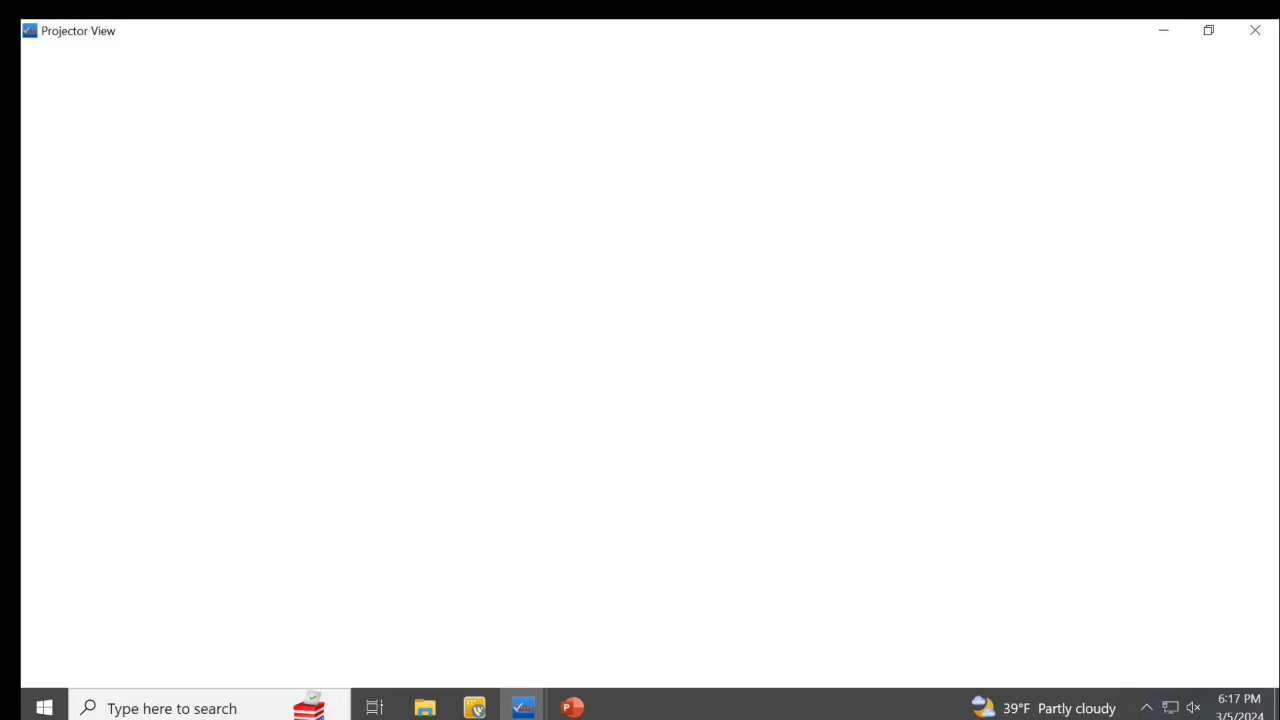 Projector View
Type here to search
39°F Partly cloudy
6:17 PM
3/5/2024